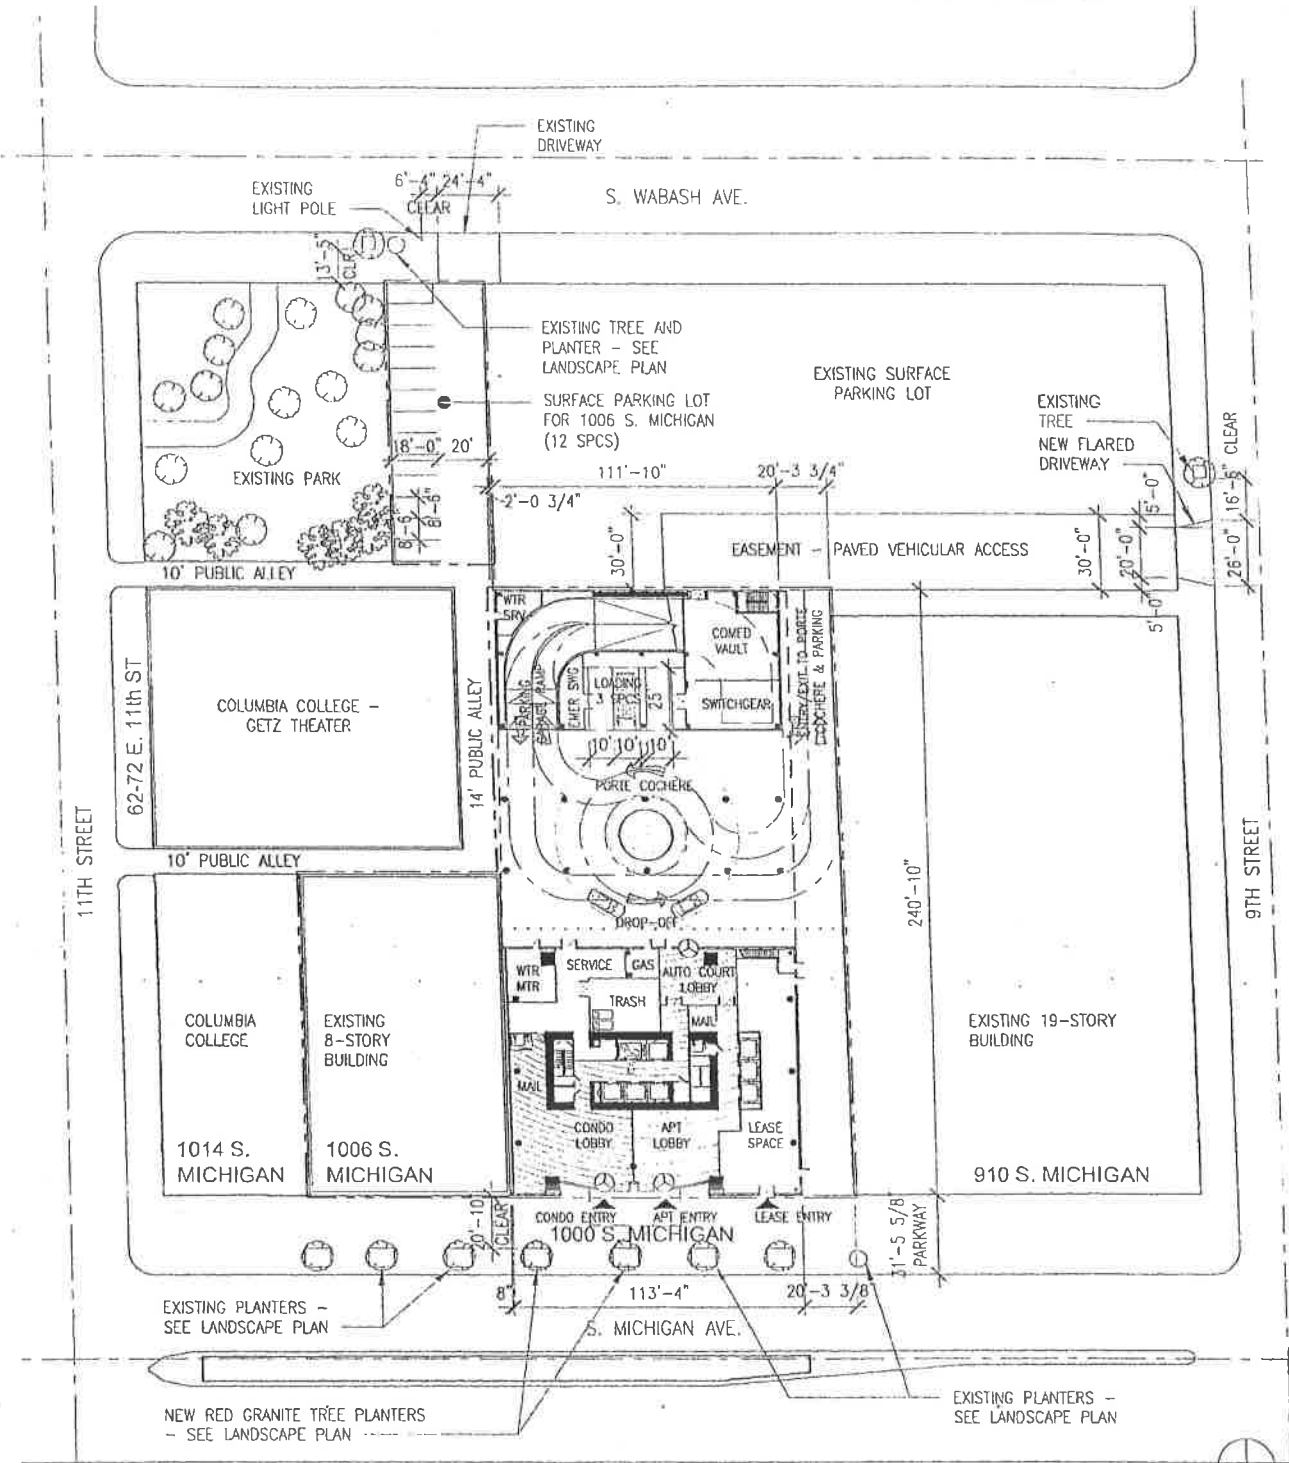 EXISTING
DRIVEWAY
S. WABASH AVE.
EXISTING
LIGHT POLE
6'-4" 24'-4"
CLEAR
13'-5"
CLR
EXISTING TREE AND
PLANTER – SEE
LANDSCAPE PLAN
SURFACE PARKING LOT
FOR 1006 S. MICHIGAN
(12 SPCS)
EXISTING SURFACE
PARKING LOT
EXISTING
TREE
NEW FLARED
DRIVEWAY
16'-6" CLEAR
26'-0"
18'-0" 20'
EXISTING PARK
8'-6" 8'-6"
111'-10"
20'-3 3/4"
2'-0 3/4"
30'-0"
EASEMENT – PAVED VEHICULAR ACCESS
30'-0"
20'-0"
5'-0"
5'-0"
10' PUBLIC ALLEY
WTR
SRV
COMED
VAULT
SWITCHGEAR
LOADING
3 SPCS
25
EMER SWG
PARKING
GARAGE RAMP
ENTRY/EXIT TO PORTE
COCHERE & PARKING
10' 10' 10'
PORTE COCHERE
DROP-OFF
COLUMBIA COLLEGE –
GETZ THEATER
62-72 E. 11th ST
14' PUBLIC ALLEY
11TH STREET
9TH STREET
10' PUBLIC ALLEY
240'-10"
WTR
MTR
SERVICE
GAS
AUTO COURT
LOBBY
TRASH
MAIL
MAIL
CONDO
LOBBY
APT
LOBBY
LEASE
SPACE
COLUMBIA
COLLEGE
EXISTING
8-STORY
BUILDING
EXISTING 19-STORY
BUILDING
1014 S.
MICHIGAN
1006 S.
MICHIGAN
910 S. MICHIGAN
20'-10"
CLEAR
CONDO ENTRY
APT ENTRY
LEASE ENTRY
1000 S. MICHIGAN
31'-5 5/8"
PARKWAY
8"
113'-4"
20'-3 3/8"
S. MICHIGAN AVE.
EXISTING PLANTERS –
SEE LANDSCAPE PLAN
NEW RED GRANITE TREE PLANTERS
– SEE LANDSCAPE PLAN
EXISTING PLANTERS –
SEE LANDSCAPE PLAN